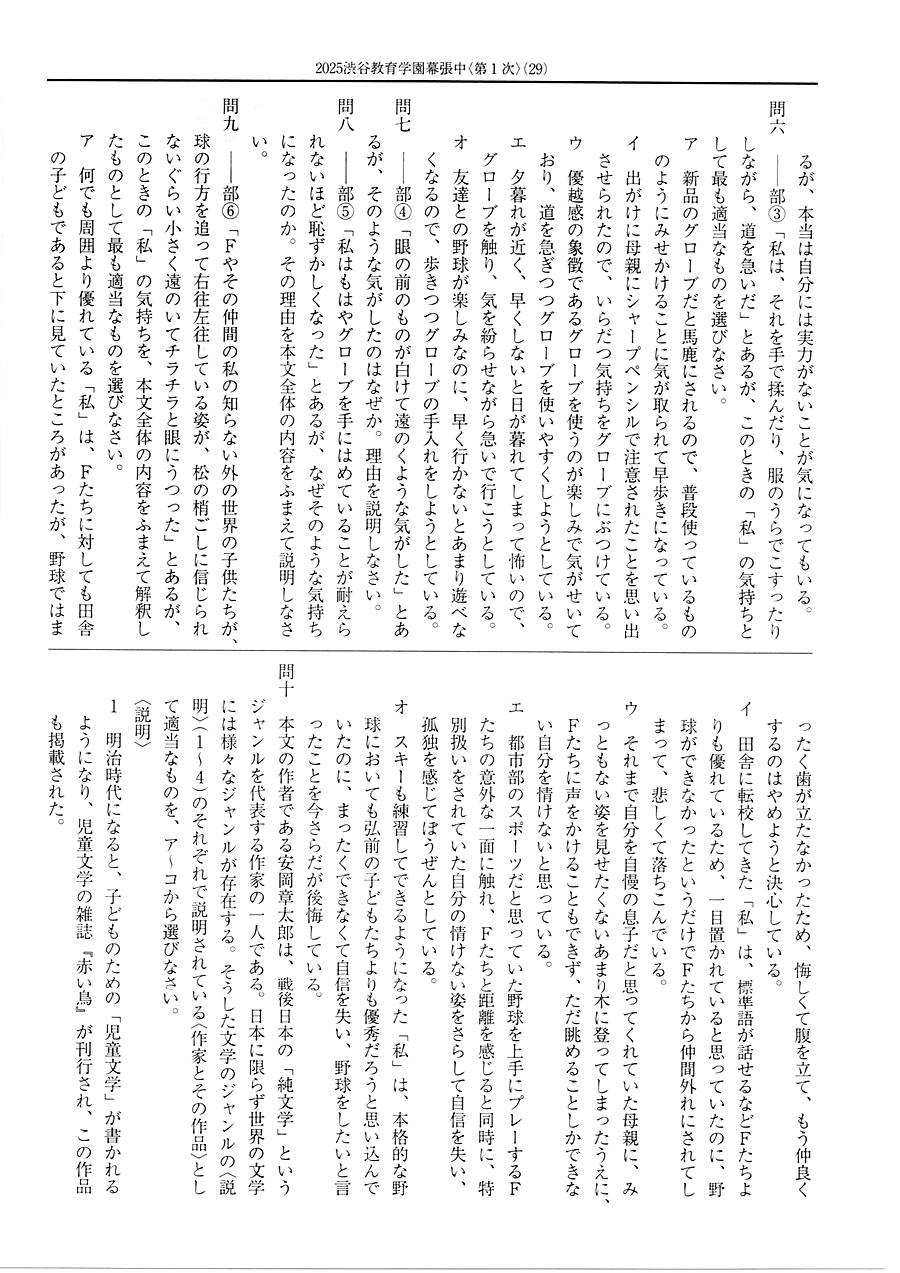 2025渋谷教育学園幕張中〈第1次〉(29)
るが、本当は自分には実力がないことが気になってもいる。
問六 ――部③「私は、それを手で揉んだり、服のうらでこすったり
しながら、道を急いだ」とあるが、このときの「私」の気持ちと
して最も適当なものを選びなさい。
ア 新品のグローブだと馬鹿にされるので、普段使っているもの
のようにみせかけることに気が取られて早歩きになっている。
イ 出がけに母親にシャープペンシルで注意されたことを思い出
させられたので、いらだつ気持ちをグローブにぶつけている。
ウ 優越感の象徴であるグローブを使うのが楽しみで気がせいて
おり、道を急ぎつつグローブを使いやすくしようとしている。
エ 夕暮れが近く、早くしないと日が暮れてしまって怖いので、
グローブを触り、気を紛らせながら急いで行こうとしている。
オ 友達との野球が楽しみなのに、早く行かないとあまり遊べな
くなるので、歩きつつグローブの手入れをしようとしている。
問七 ――部④「眼の前のものが白けて遠のくような気がした」とあ
るが、そのような気がしたのはなぜか。理由を説明しなさい。
問八 ――部⑤「私はもはやグローブを手にはめていることが耐えら
れないほど恥ずかしくなった」とあるが、なぜそのような気持ち
になったのか。その理由を本文全体の内容をふまえて説明しなさ
い。
問九 ――部⑥「Fやその仲間の私の知らない外の世界の子供たちが、
球の行方を追って右往左往している姿が、松の梢ごしに信じられ
ないぐらい小さく遠のいてチラチラと眼にうつった」とあるが、
このときの「私」の気持ちを、本文全体の内容をふまえて解釈し
たものとして最も適当なものを選びなさい。
ア 何でも周囲より優れている「私」は、Fたちに対しても田舎
の子どもであると下に見ていたところがあったが、野球ではま
ったく歯が立たなかったため、悔しくて腹を立て、もう仲良く
するのはやめようと決心している。
イ 田舎に転校してきた「私」は、標準語が話せるなどFたちよ
りも優れているため、一目置かれていると思っていたのに、野
球ができなかったというだけでFたちから仲間外れにされてし
まって、悲しくて落ちこんでいる。
ウ それまで自分を自慢の息子だと思ってくれていた母親に、み
っともない姿を見せたくないあまり木に登ってしまったうえに、
Fたちに声をかけることもできず、ただ眺めることしかできな
い自分を情けないと思っている。
エ 都市部のスポーツだと思っていた野球を上手にプレーするF
たちの意外な一面に触れ、Fたちと距離を感じると同時に、特
別扱いをされていた自分の情けない姿をさらして自信を失い、
孤独を感じてぼうぜんとしている。
オ スキーも練習してできるようになった「私」は、本格的な野
球においても弘前の子どもたちよりも優秀だろうと思い込んで
いたのに、まったくできなくて自信を失い、野球をしたいと言
ったことを今さらだが後悔している。
問十 本文の作者である安岡章太郎は、戦後日本の「純文学」という
ジャンルを代表する作家の一人である。日本に限らず世界の文学
には様々なジャンルが存在する。そうした文学のジャンルの〈説
明〉(1～4)のそれぞれで説明されている〈作家とその作品〉とし
て適当なものを、ア～コから選びなさい。
〈説明〉
1 明治時代になると、子どものための「児童文学」が書かれる
ようになり、児童文学の雑誌『赤い鳥』が刊行され、この作品
も掲載された。